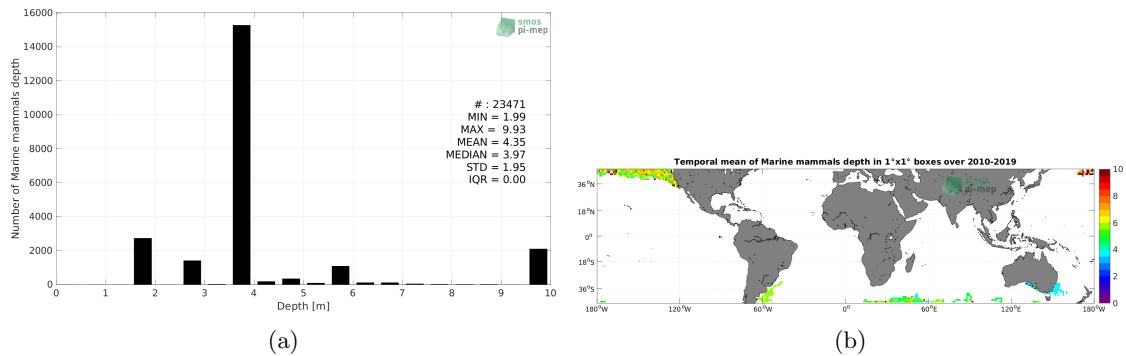 16000
14000
12000
10000
8000
6000
4000
2000
0
Number of Marine mammals depth
smos
pi-mep
# : 23471
MIN = 1.99
MAX = 9.93
MEAN = 4.35
MEDIAN = 3.97
STD = 1.95
IQR = 0.00
0 1 2 3 4 5 6 7 8 9 10
Depth [m]
(a)
Temporal mean of Marine mammals depth in 1°x1° boxes over 2010-2019
smos
pi-mep
36°N
18°N
0°
18°S
36°S
180°W 120°W 60°W 0° 60°E 120°E 180°W
10
8
6
4
2
0
(b)